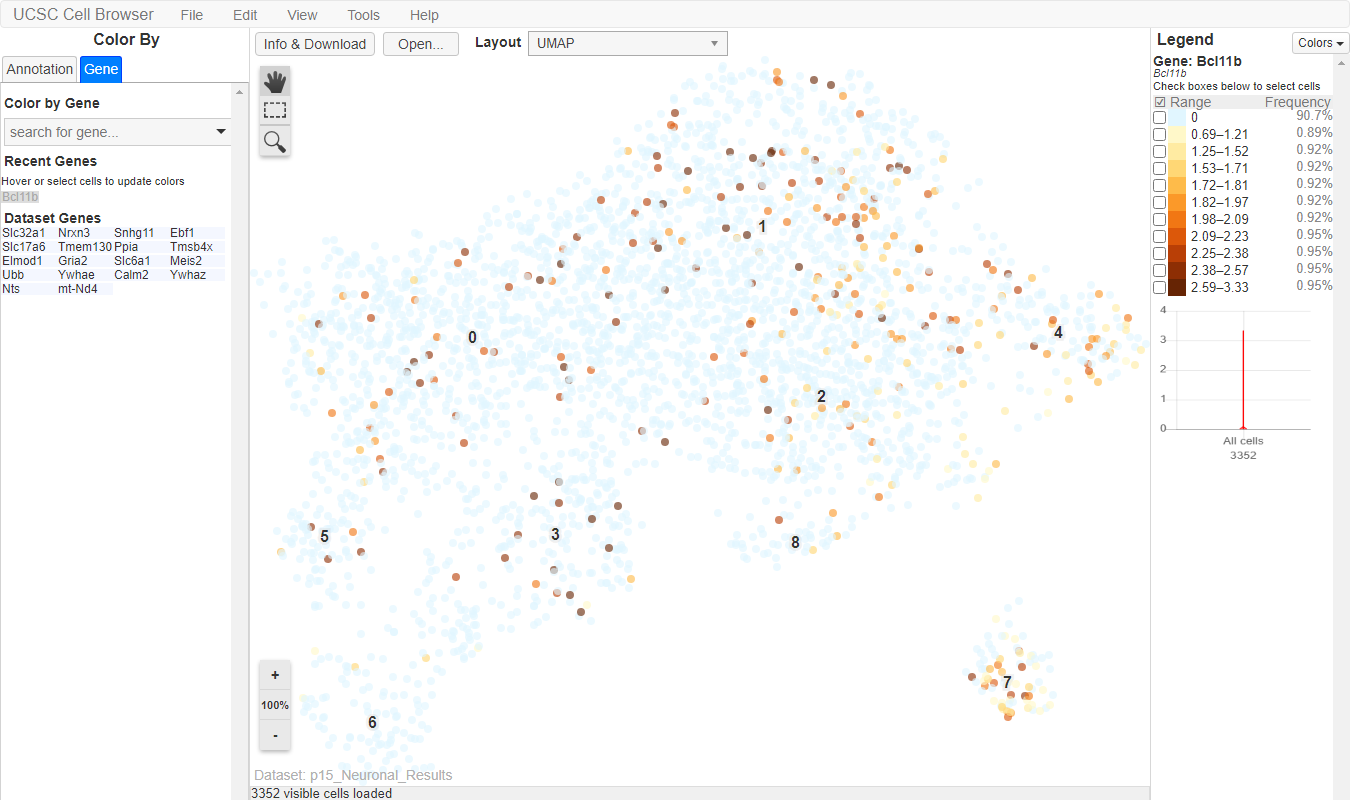 UCSC Cell Browser File Edit View Tools Help
Color By
Annotation Gene
Color by Gene
search for gene...
Recent Genes
Hover or select cells to update colors
Bcl11b
Dataset Genes
Slc32a1 Nrxn3 Snhg11 Ebf1
Slc17a6 Tmem130 Ppia Tmsb4x
Elmod1 Gria2 Slc6a1 Meis2
Ubb Ywhae Calm2 Ywhaz
Nts mt-Nd4
Info & Download Open... Layout UMAP
1
0
4
2
5
3
8
7
6
+
100%
-
Dataset: p15_Neuronal_Results
3352 visible cells loaded
Legend Colors
Gene: Bcl11b
Bcl11b
Check boxes below to select cells
Range Frequency
0 90.7%
0.69–1.21 0.89%
1.25–1.52 0.92%
1.53–1.71 0.92%
1.72–1.81 0.92%
1.82–1.97 0.92%
1.98–2.09 0.92%
2.09–2.23 0.95%
2.25–2.38 0.95%
2.38–2.57 0.95%
2.59–3.33 0.95%
4
3
2
1
0
All cells
3352